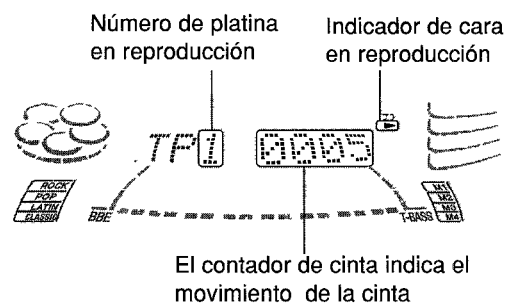 Número de platina
en reproducción
Indicador de cara
en reproducción
TP1 0005
ROCK
POP
LATIN
CLASSIC
BBE
T-BASS
M1
M2
M3
M4
El contador de cinta indica el
movimiento de la cinta